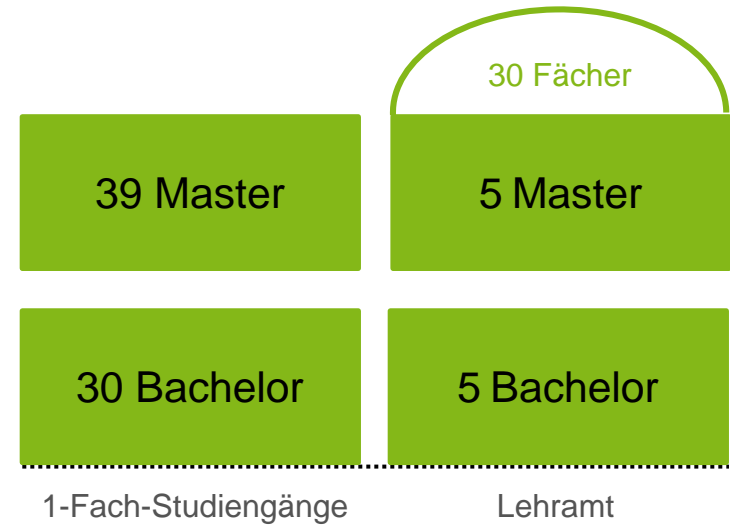 30 Fächer
39 Master
5 Master
30 Bachelor
5 Bachelor
1-Fach-Studiengänge
Lehramt